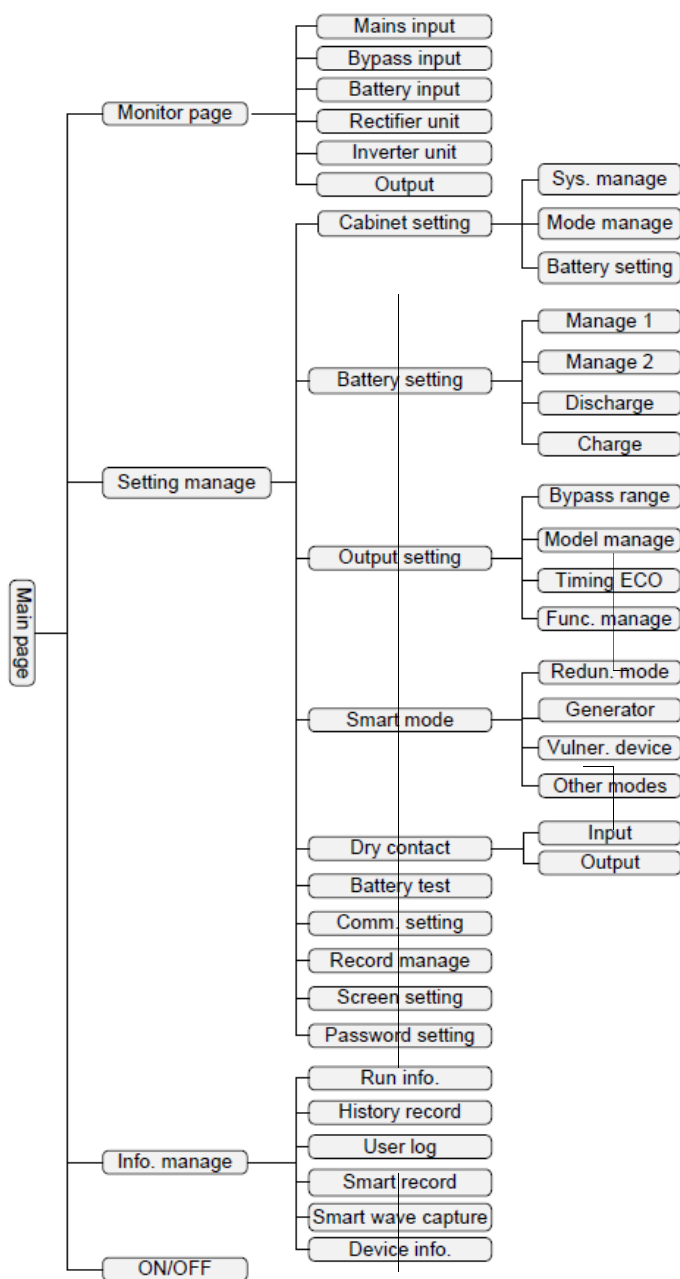 Main page
Monitor page
Mains input
Bypass input
Battery input
Rectifier unit
Inverter unit
Output
Setting manage
Cabinet setting
Sys. manage
Mode manage
Battery setting
Battery setting
Manage 1
Manage 2
Discharge
Charge
Output setting
Bypass range
Model manage
Timing ECO
Func. manage
Smart mode
Redun. mode
Generator
Vulner. device
Other modes
Dry contact
Input
Output
Battery test
Comm. setting
Record manage
Screen setting
Password setting
Info. manage
Run info.
History record
User log
Smart record
Smart wave capture
Device info.
ON/OFF